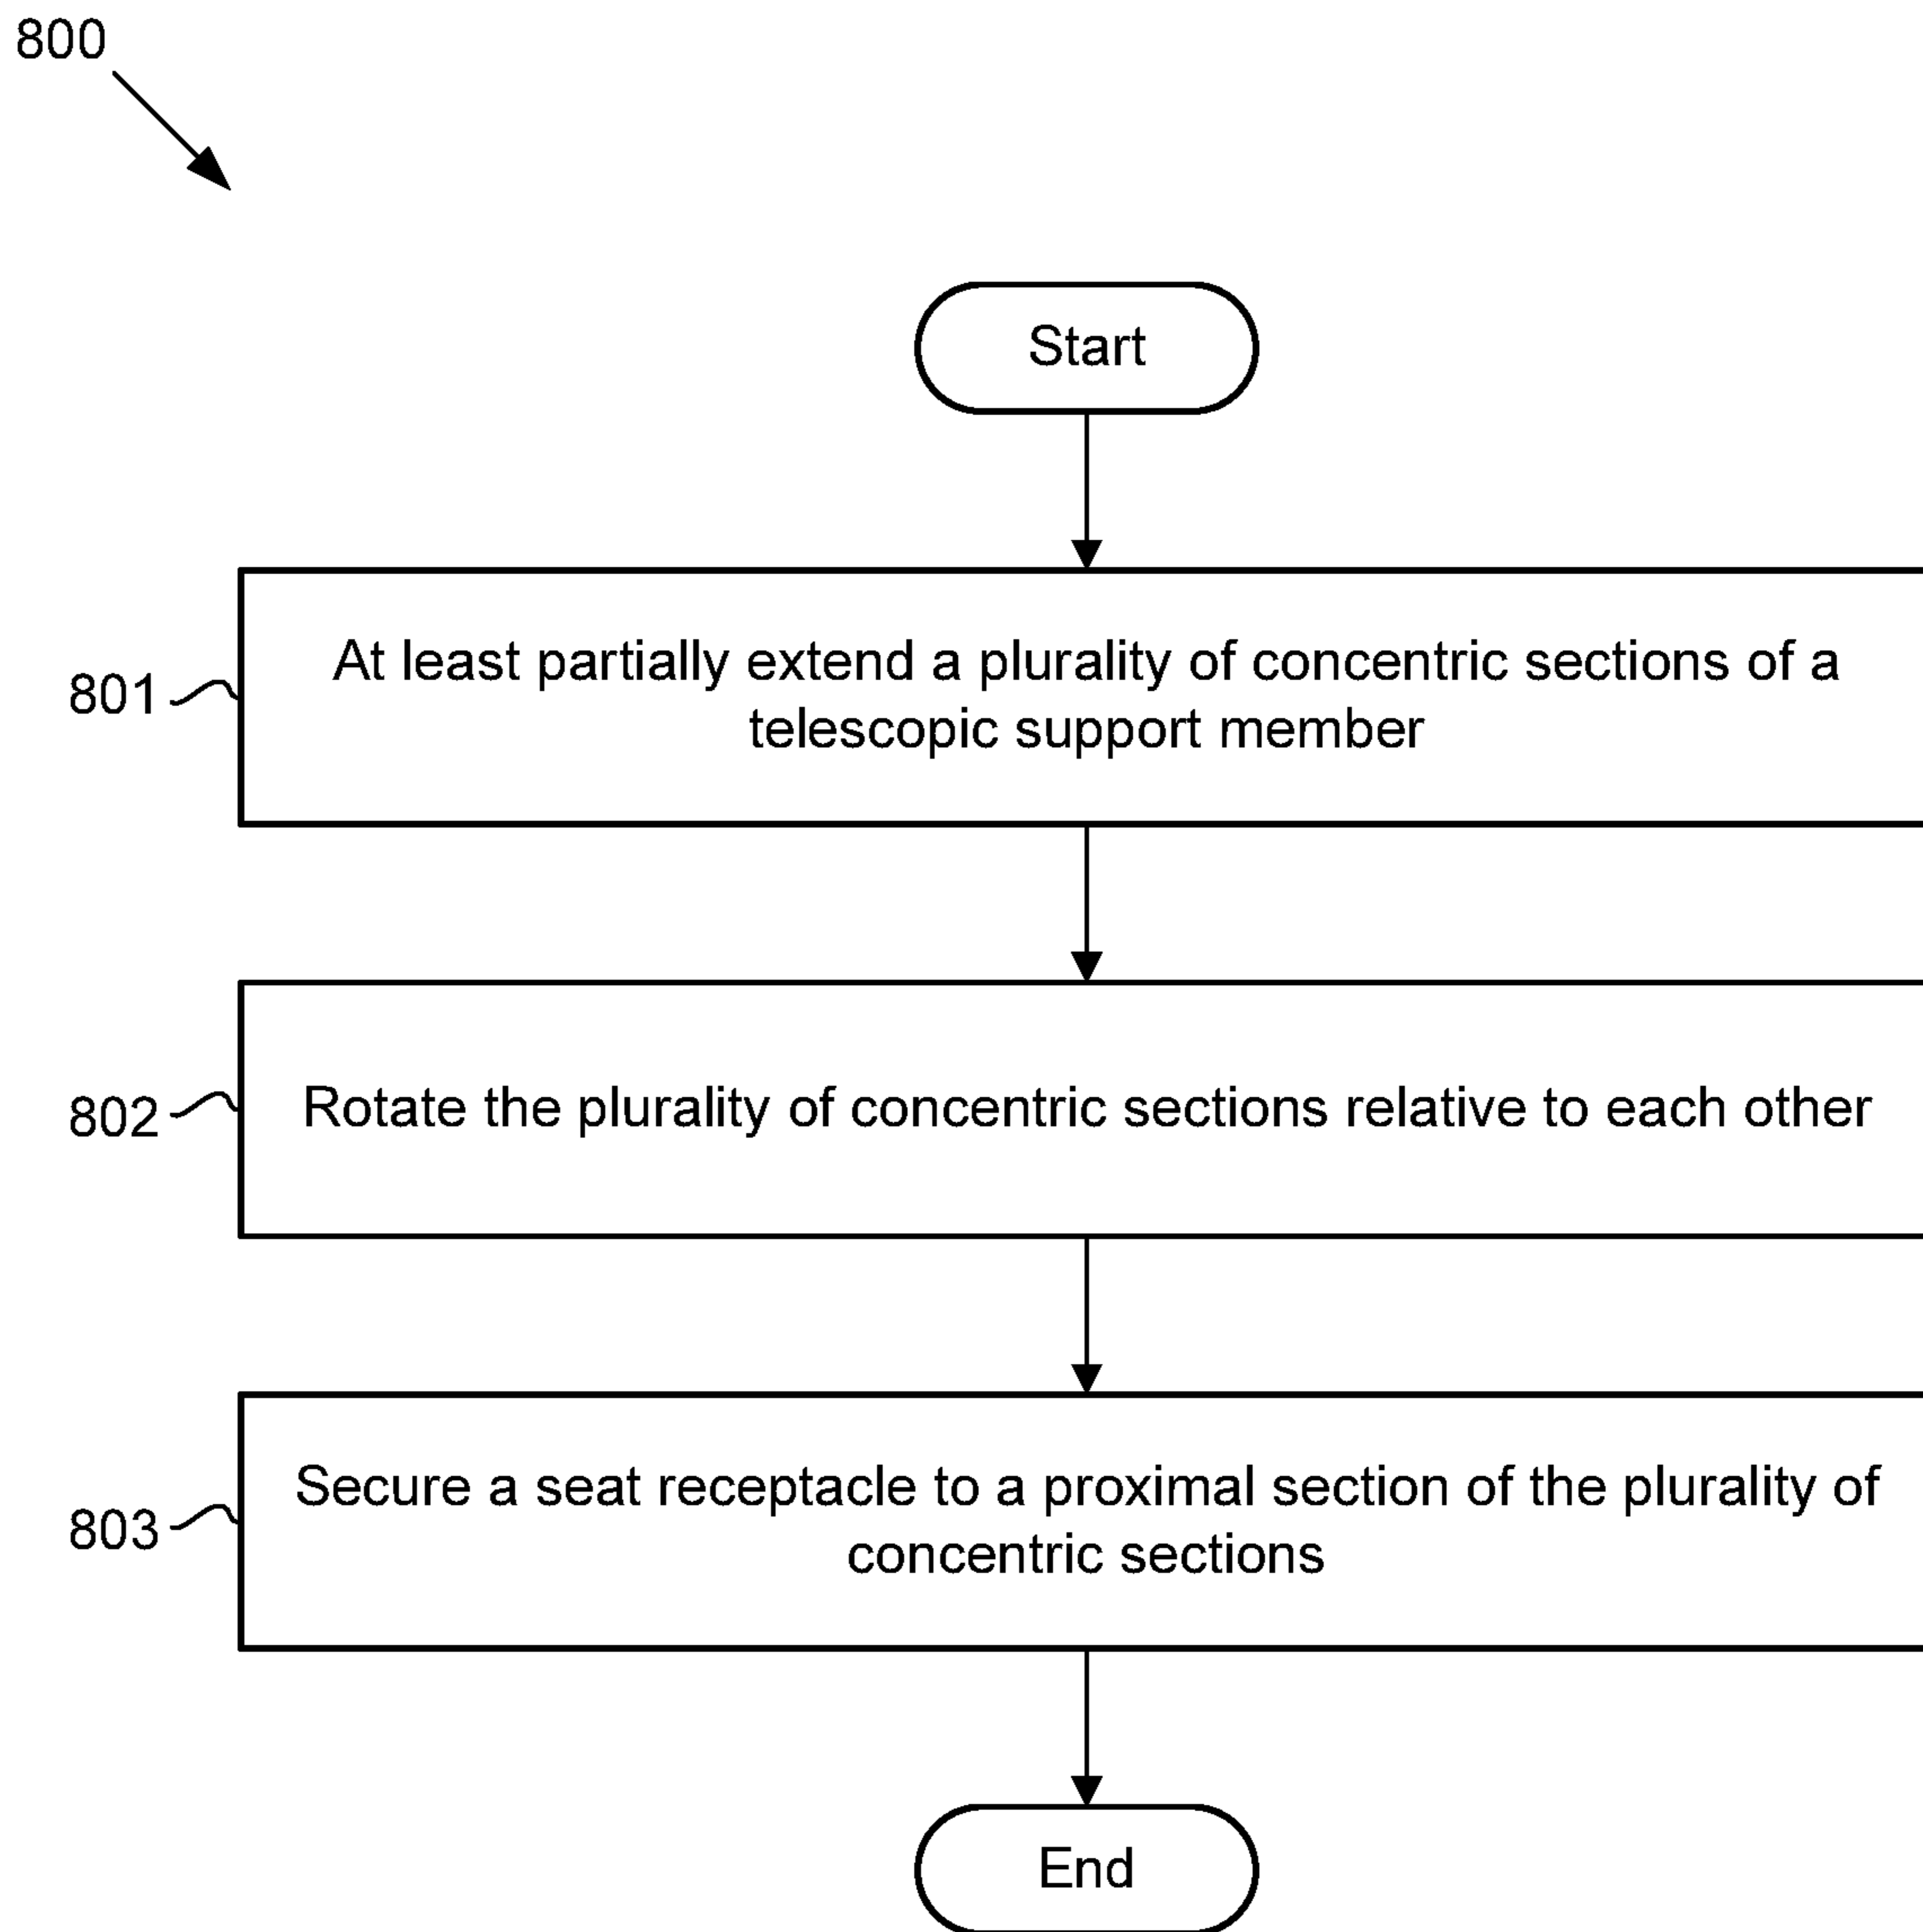 800
Start
801
At least partially extend a plurality of concentric sections of a
telescopic support member
802
Rotate the plurality of concentric sections relative to each other
803
Secure a seat receptacle to a proximal section of the plurality of
concentric sections
End